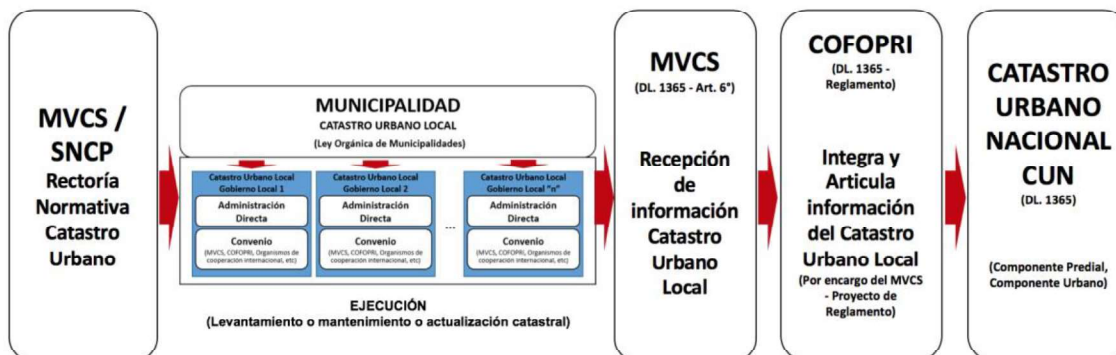 MVCS /
SNCP
Rectoría
Normativa
Catastro
Urbano
MUNICIPALIDAD
CATASTRO URBANO LOCAL
(Ley Orgánica de Municipalidades)
Catastro Urbano Local
Gobierno Local 1
Administración
Directa
Convenio
(MVCS, COFOPRI, Organismos de
cooperación internacional, etc)
Catastro Urbano Local
Gobierno Local 2
Administración
Directa
Convenio
(MVCS, COFOPRI, Organismos de
cooperación internacional, etc)
...
Catastro Urbano Local
Gobierno Local "n"
Administración
Directa
Convenio
(MVCS, COFOPRI, Organismos de
cooperación internacional, etc)
EJECUCIÓN
(Levantamiento o mantenimiento o actualización catastral)
MVCS
(DL. 1365 - Art. 6°)
Recepción
de
información
Catastro
Urbano
Local
COFOPRI
(DL. 1365 -
Reglamento)
Integra y
Articula
información
del Catastro
Urbano Local
(Por encargo del MVCS
- Proyecto de
Reglamento)
CATASTRO
URBANO
NACIONAL
CUN
(DL. 1365)
(Componente Predial,
Componente Urbano)